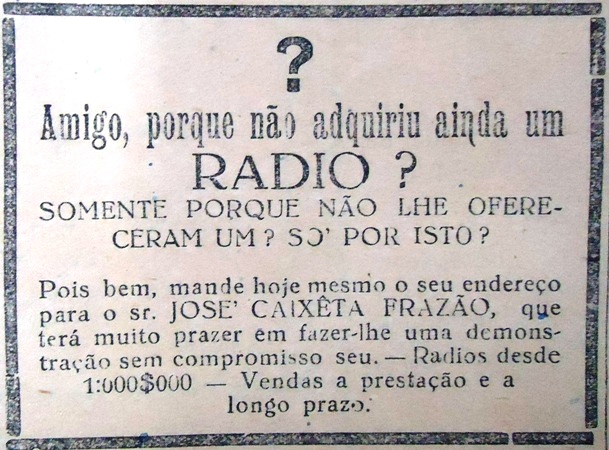 ?
Amigo, porque não adquiriu ainda um
RADIO ?
SOMENTE PORQUE NÃO LHE OFERE-
CERAM UM? SO' POR ISTO?
Pois bem, mande hoje mesmo o seu endereço
para o sr. JOSE' CAIXÊTA FRAZÃO, que
terá muito prazer em fazer-lhe uma demons-
tração sem compromisso seu. — Radios desde
1:000$000 — Vendas a prestação e a
longo prazo.